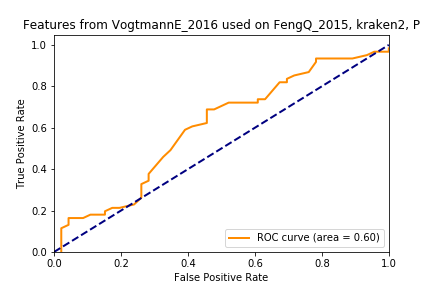 Features from VogtmannE_2016 used on FengQ_2015, kraken2, P
1.0
0.8
0.6
0.4
0.2
0.0
True Positive Rate
ROC curve (area = 0.60)
0.0 0.2 0.4 0.6 0.8 1.0
False Positive Rate